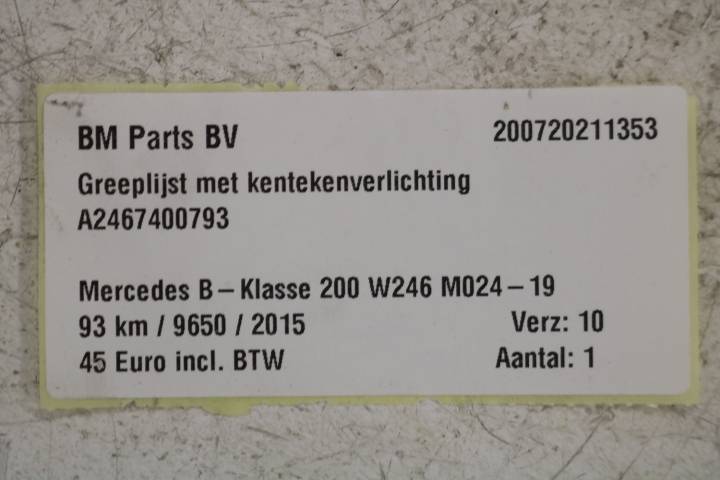 BM Parts BV 200720211353
Greeplijst met kentekenverlichting
A2467400793
Mercedes B – Klasse 200 W246 M024 – 19
93 km / 9650 / 2015 Verz: 10
45 Euro incl. BTW Aantal: 1